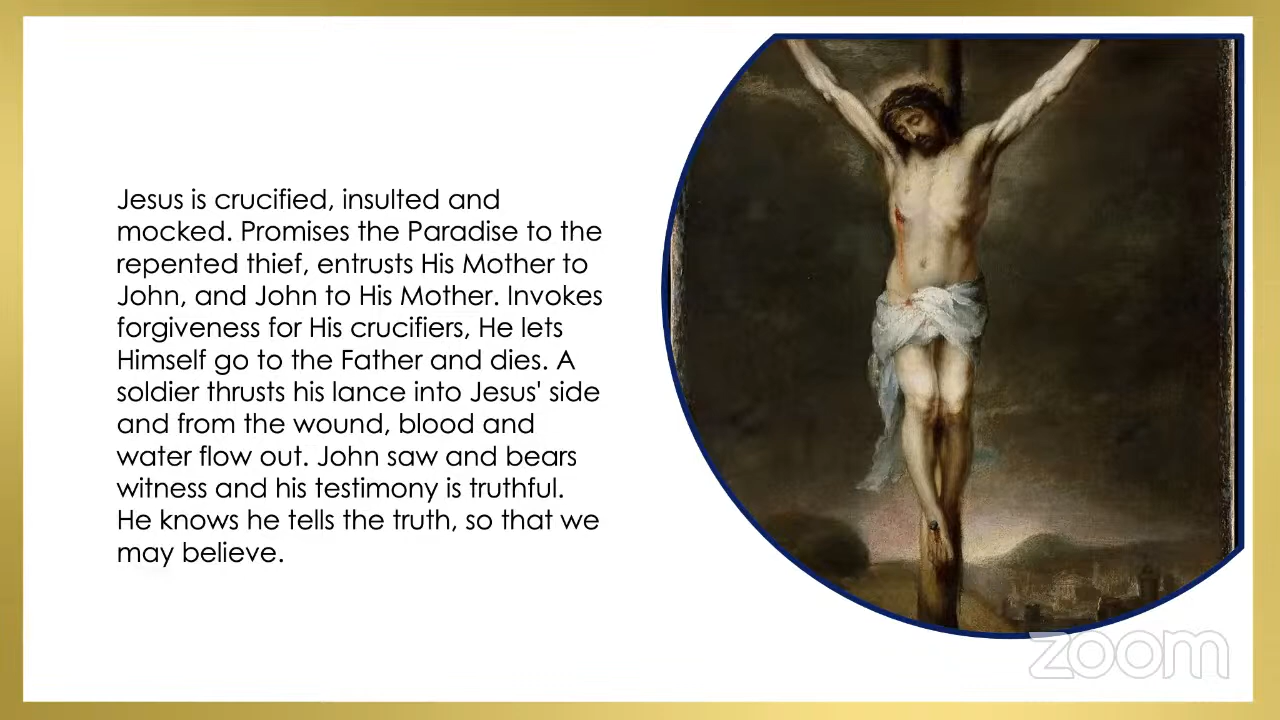 Jesus is crucified, insulted and
mocked. Promises the Paradise to the
repented thief, entrusts His Mother to
John, and John to His Mother. Invokes
forgiveness for His crucifiers, He lets
Himself go to the Father and dies. A
soldier thrusts his lance into Jesus' side
and from the wound, blood and
water flow out. John saw and bears
witness and his testimony is truthful.
He knows he tells the truth, so that we
may believe.
zoom